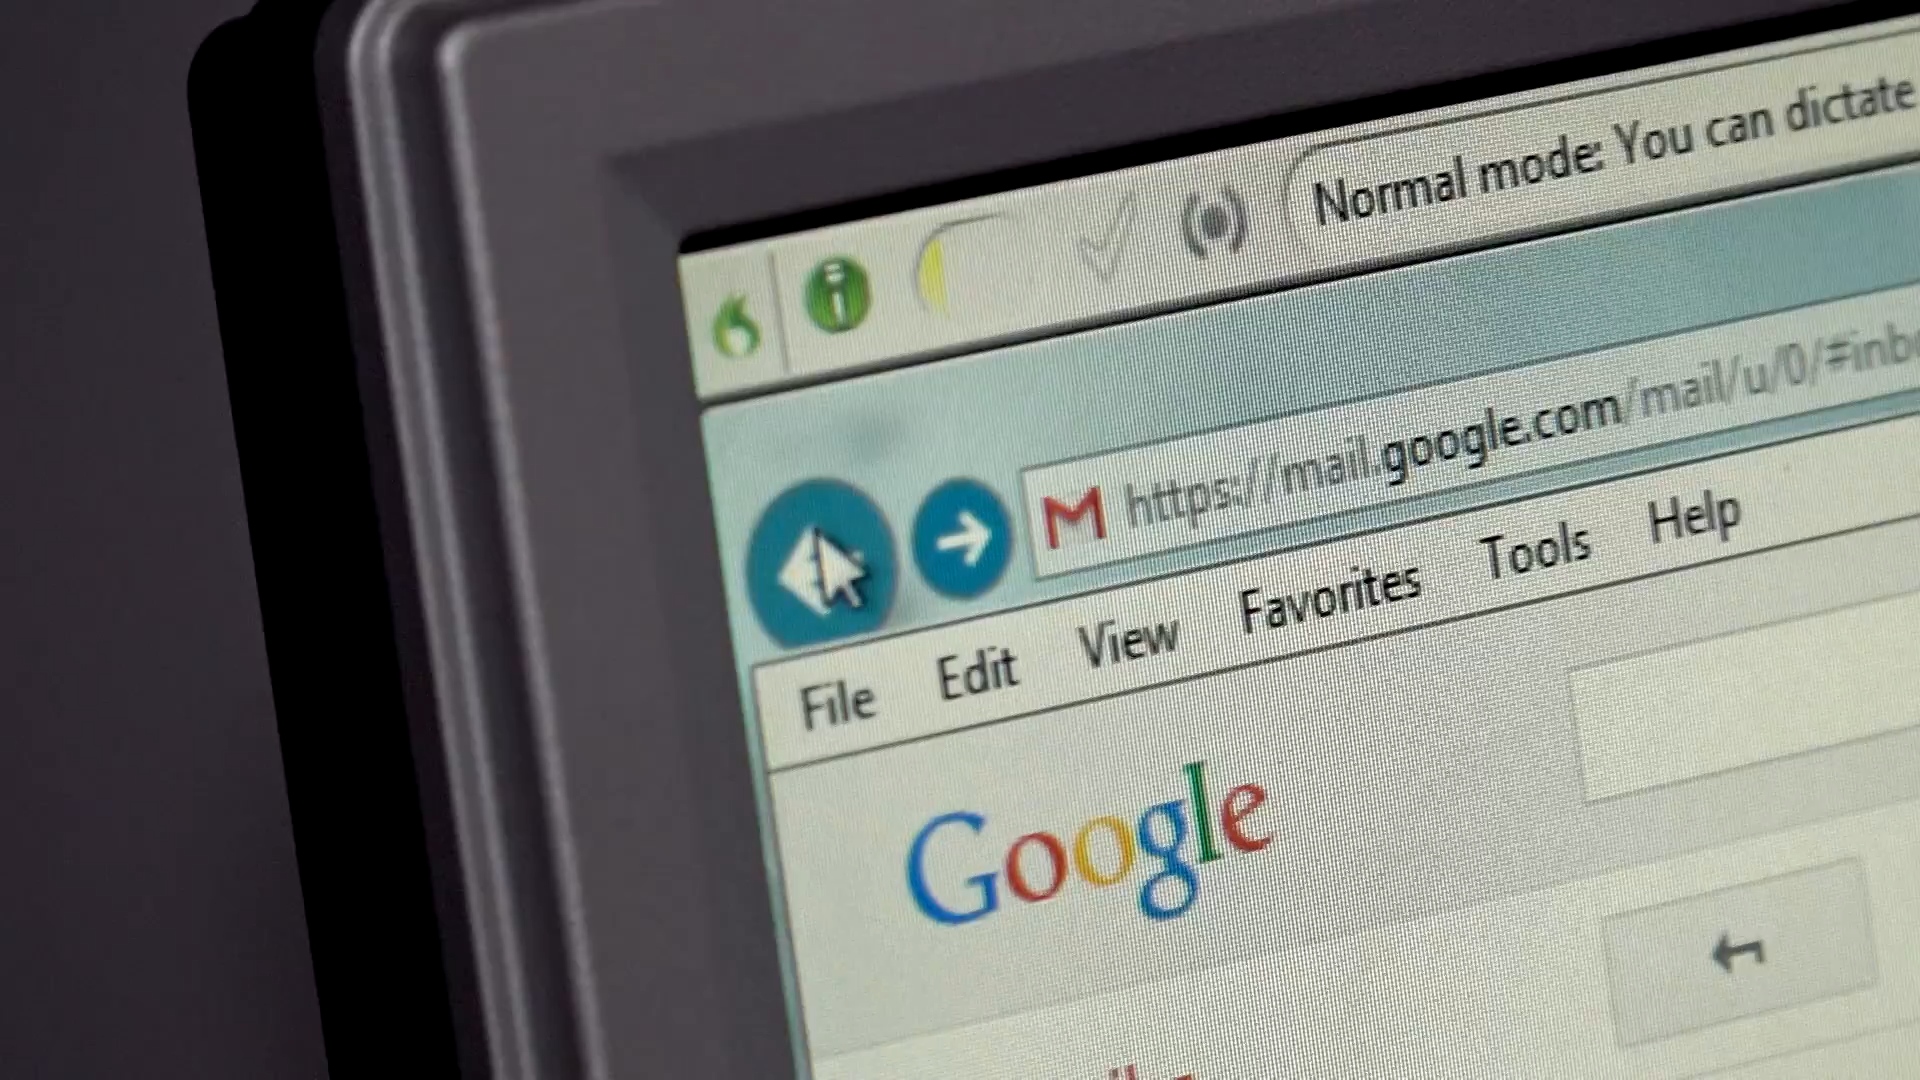 Normal mode: You can dictate
https://mail.google.com/mail/u/0/#inb
File Edit View Favorites Tools Help
Google